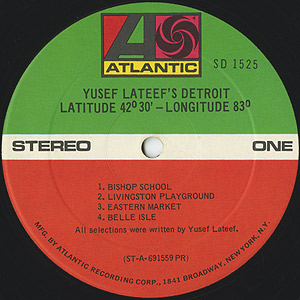 ATLANTIC
SD 1525
YUSEF LATEEF'S DETROIT
LATITUDE 42º 30' – LONGITUDE 83º
STEREO
ONE
1. BISHOP SCHOOL
2. LIVINGSTON PLAYGROUND
3. EASTERN MARKET
4. BELLE ISLE
All selections were written by Yusef Lateef.
(ST-A-691559 PR)
MFG. BY ATLANTIC RECORDING CORP., 1841 BROADWAY, NEW YORK, N.Y.